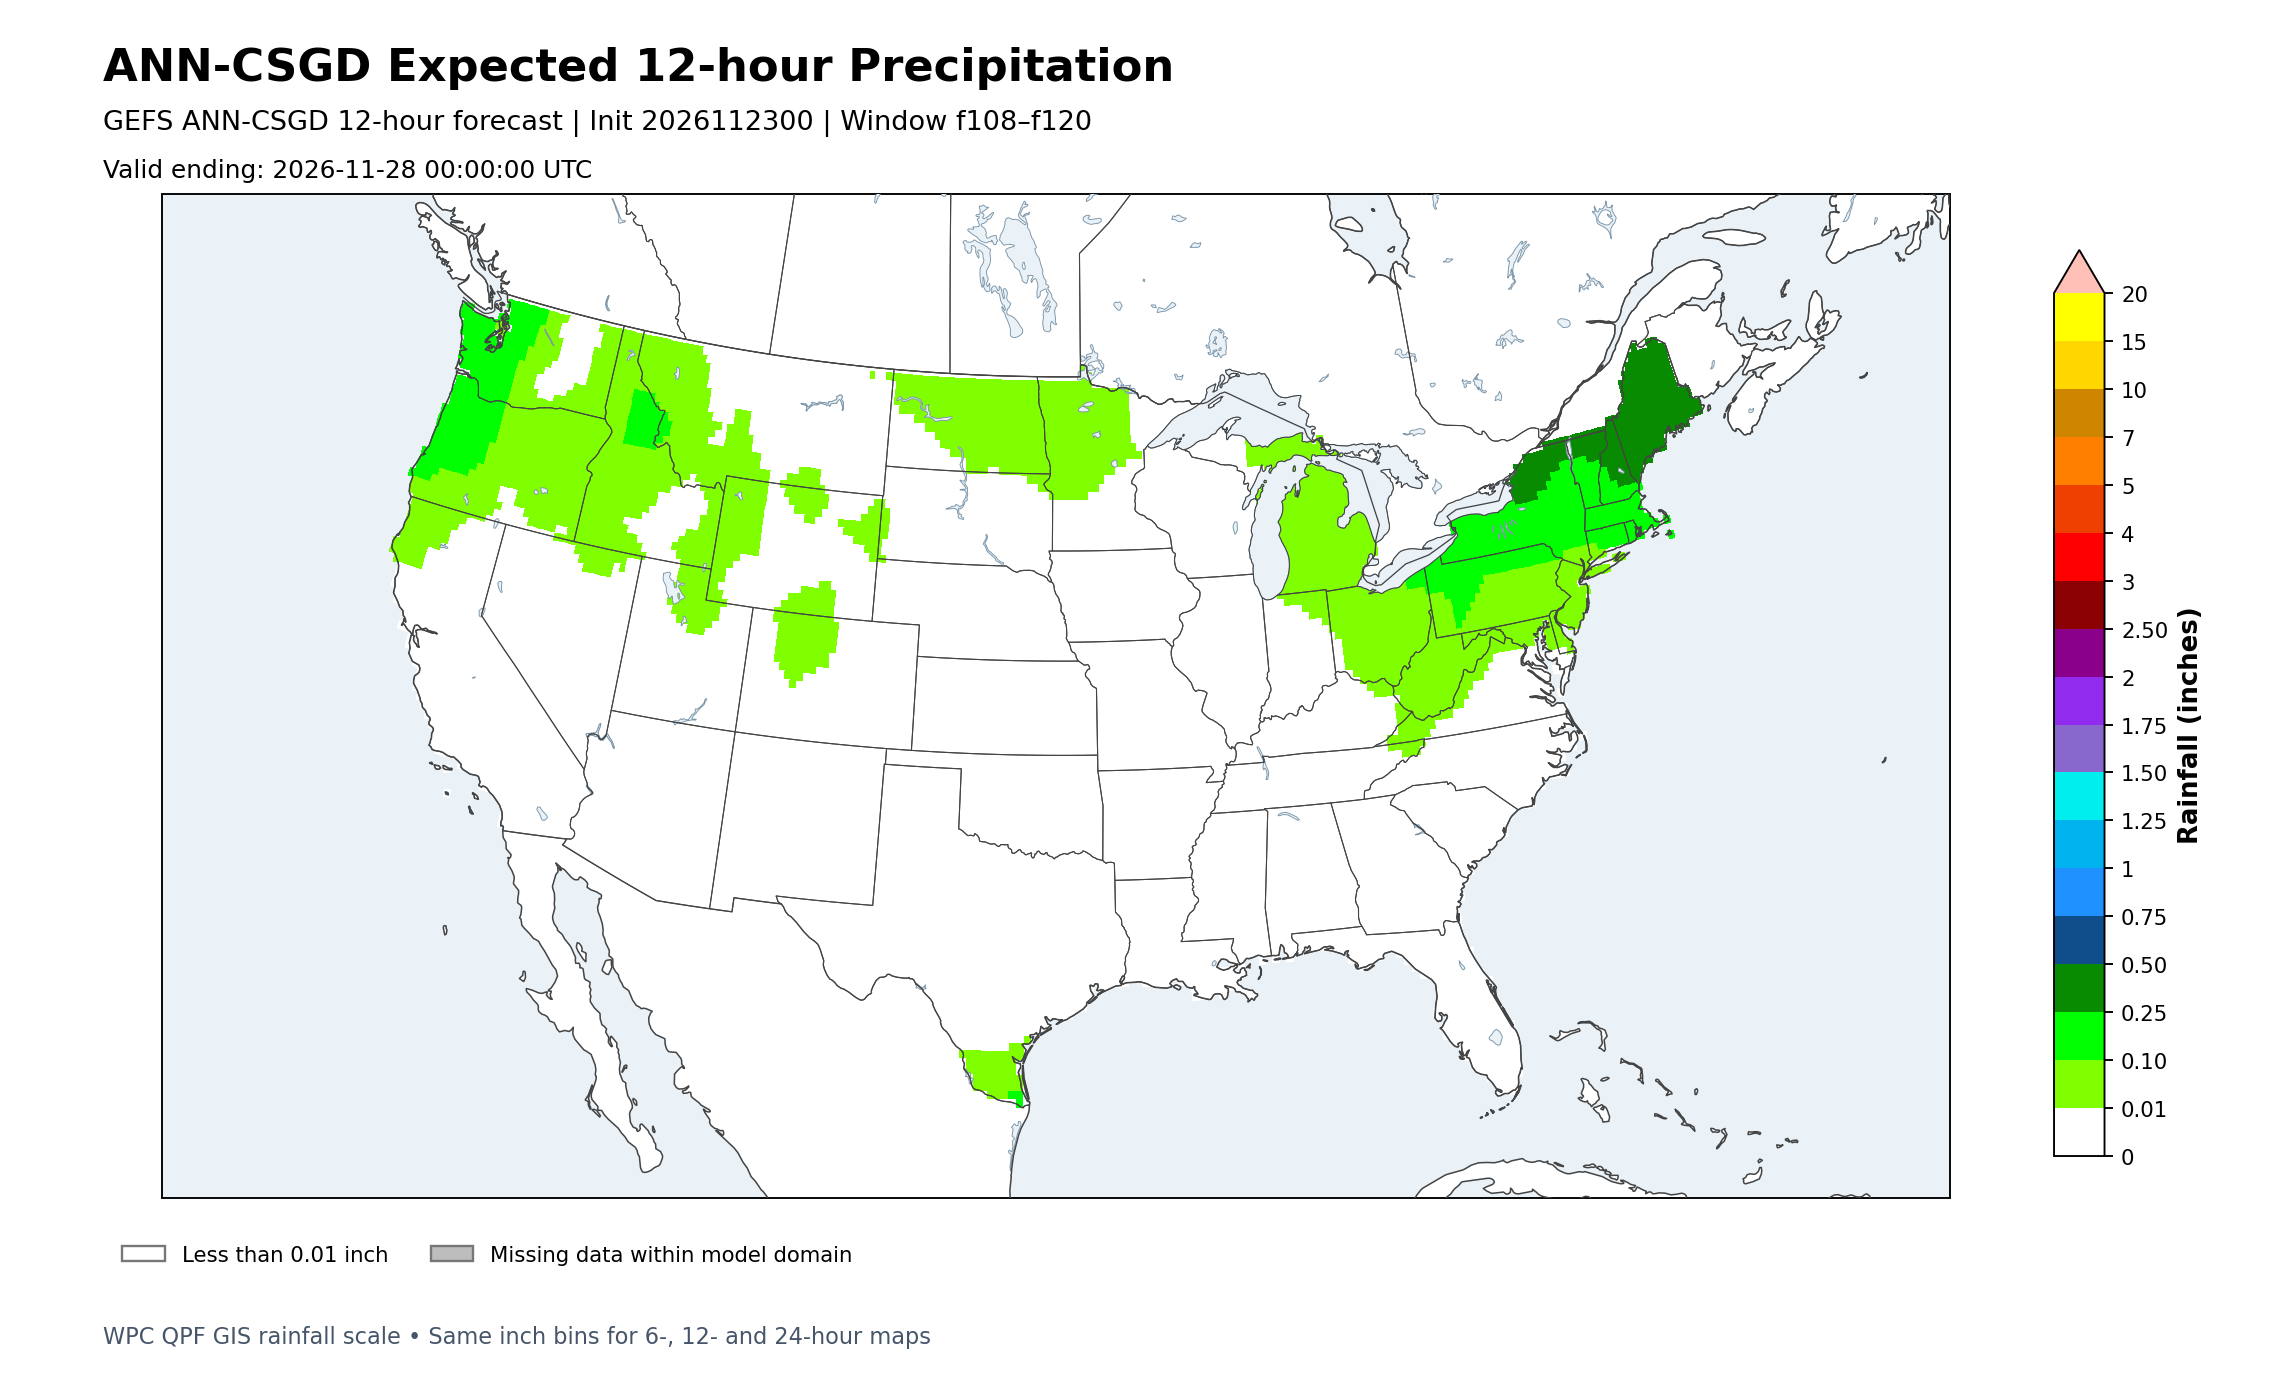 ANN-CSGD Expected 12-hour Precipitation
GEFS ANN-CSGD 12-hour forecast | Init 2026112300 | Window f108–f120
Valid ending: 2026-11-28 00:00:00 UTC
20
15
10
7
5
4
3
2.50
2
1.75
1.50
1.25
1
0.75
0.50
0.25
0.10
0.01
0
Rainfall (inches)
Less than 0.01 inch
Missing data within model domain
WPC QPF GIS rainfall scale • Same inch bins for 6-, 12- and 24-hour maps